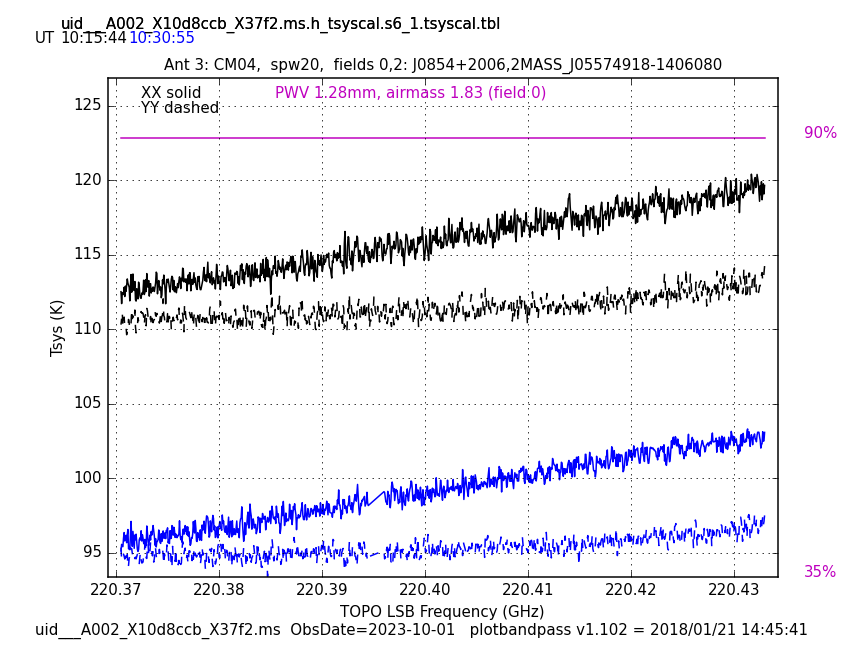 uid___A002_X10d8ccb_X37f2.ms.h_tsyscal.s6_1.tsyscal.tbl
UT 10:15:44 10:30:55
Ant 3: CM04, spw20, fields 0,2: J0854+2006,2MASS_J05574918-1406080
XX solid
PWV 1.28mm, airmass 1.83 (field 0)
YY dashed
125
90%
120
115
110
105
100
95
Tsys (K)
35%
220.37 220.38 220.39 220.40 220.41 220.42 220.43
TOPO LSB Frequency (GHz)
uid___A002_X10d8ccb_X37f2.ms ObsDate=2023-10-01 plotbandpass v1.102 = 2018/01/21 14:45:41